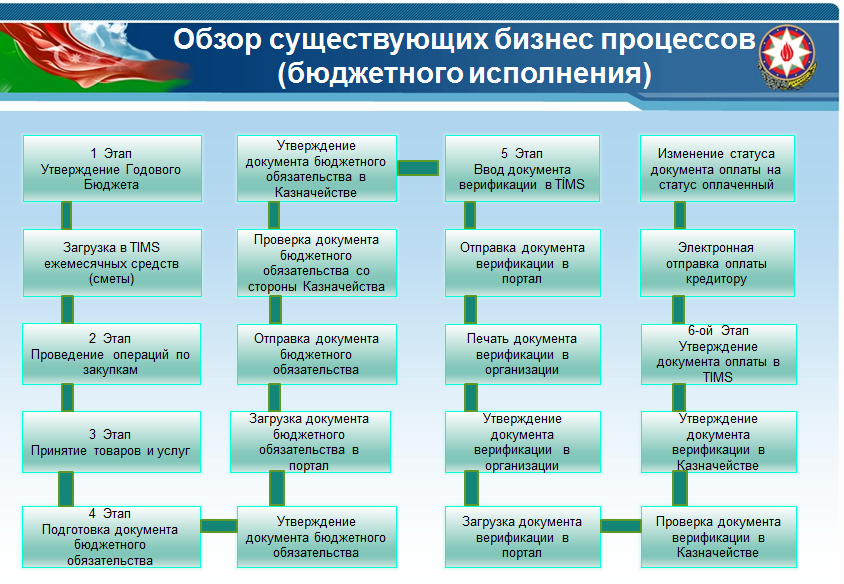 Обзор существующих бизнес процессов
(бюджетного исполнения)
1 Этап
Утверждение Годового
Бюджета
Загрузка в TIMS
ежемесячных средств
(сметы)
2 Этап
Проведение операций по
закупкам
3 Этап
Принятие товаров и услуг
4 Этап
Подготовка документа
бюджетного
обязательства
Утверждение
документа бюджетного
обязательства
Загрузка документа
бюджетного
обязательства в
портал
Отправка документа
бюджетного
обязательства
Проверка документа
бюджетного
обязательства со
стороны Казначейства
Утверждение
документа бюджетного
обязательства в
Казначействе
5 Этап
Ввод документа
верификации в TİMS
Отправка документа
верификации в
портал
Печать документа
верификации в
организации
Утверждение
документа
верификации в
организации
Загрузка документа
верификации в
портал
Проверка документа
верификации в
Казначействе
Утверждение
документа
верификации в
Казначействе
6-ой Этап
Утверждение
документа оплаты в
TIMS
Электронная
отправка оплаты
кредитору
Изменение статуса
документа оплаты на
статус оплаченный